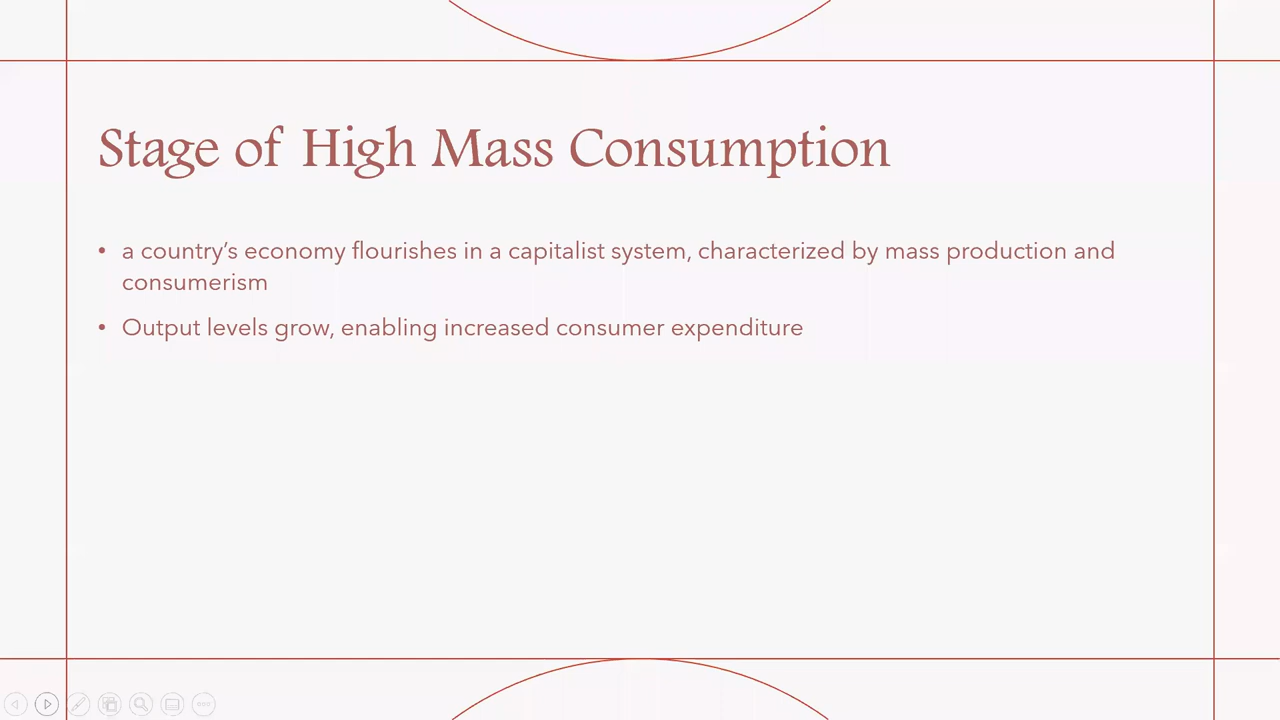 Stage of High Mass Consumption
• a country’s economy flourishes in a capitalist system, characterized by mass production and
consumerism
• Output levels grow, enabling increased consumer expenditure